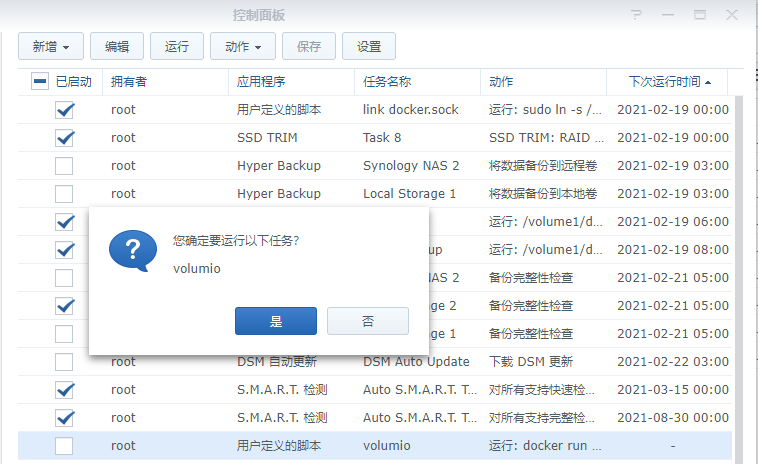 控制面板
新增 编辑 运行 动作 保存 设置
已启动 拥有者 应用程序 任务名称 动作 下次运行时间
root 用户定义的脚本 link docker.sock 运行: sudo ln -s /... 2021-02-19 00:00
root SSD TRIM Task 8 SSD TRIM: RAID ... 2021-02-19 00:00
root Hyper Backup Synology NAS 2 将数据备份到远程卷 2021-02-19 03:00
root Hyper Backup Local Storage 1 将数据备份到本地卷 2021-02-19 03:00
运行: /volume1/d... 2021-02-19 06:00
您确定要运行以下任务?
up 运行: /volume1/d... 2021-02-19 08:00
volumio
NAS 2 备份完整性检查 2021-02-21 05:00
ge 2 备份完整性检查 2021-02-21 05:00
是 否
ge 1 备份完整性检查 2021-02-21 05:00
root DSM 自动更新 DSM Auto Update 下载 DSM 更新 2021-02-22 03:00
root S.M.A.R.T. 检测 Auto S.M.A.R.T. T... 对所有支持快速检... 2021-03-15 00:00
root S.M.A.R.T. 检测 Auto S.M.A.R.T. T... 对所有支持完整检... 2021-08-30 00:00
root 用户定义的脚本 volumio 运行: docker run ... -